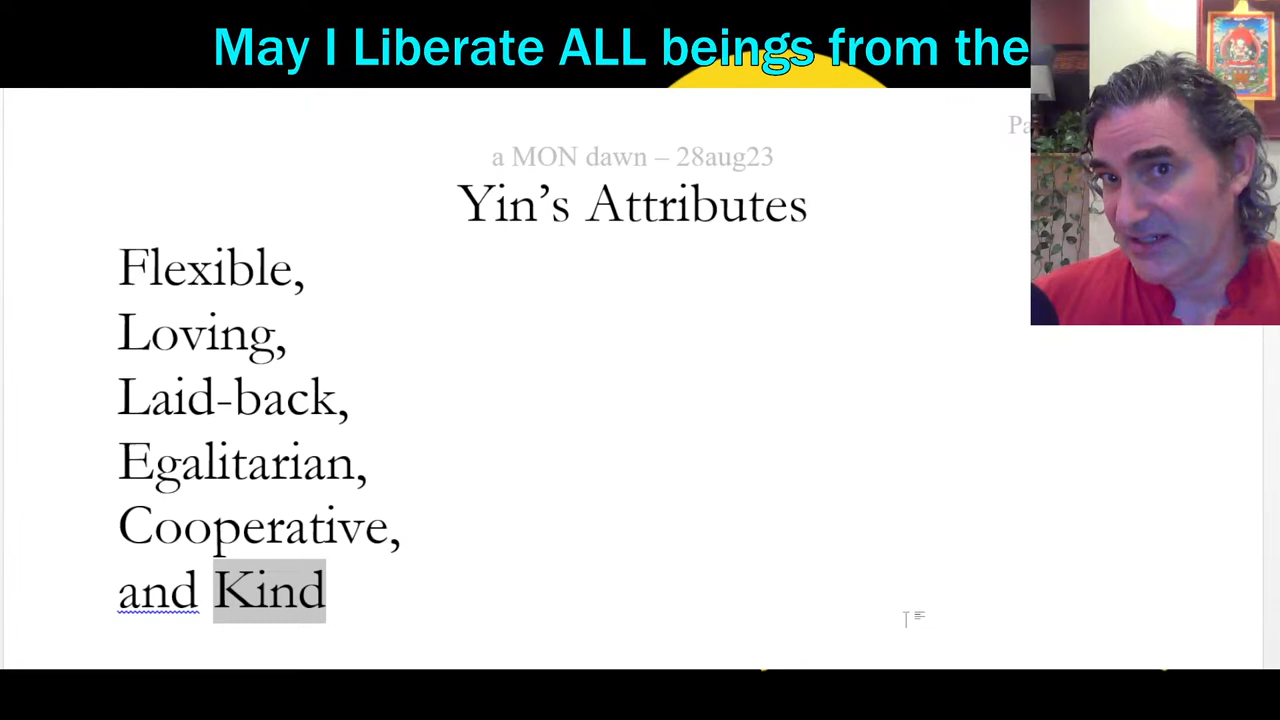 May I Liberate ALL beings from the
a MON dawn – 28aug23
Yin’s Attributes
Flexible,
Loving,
Laid-back,
Egalitarian,
Cooperative,
and Kind